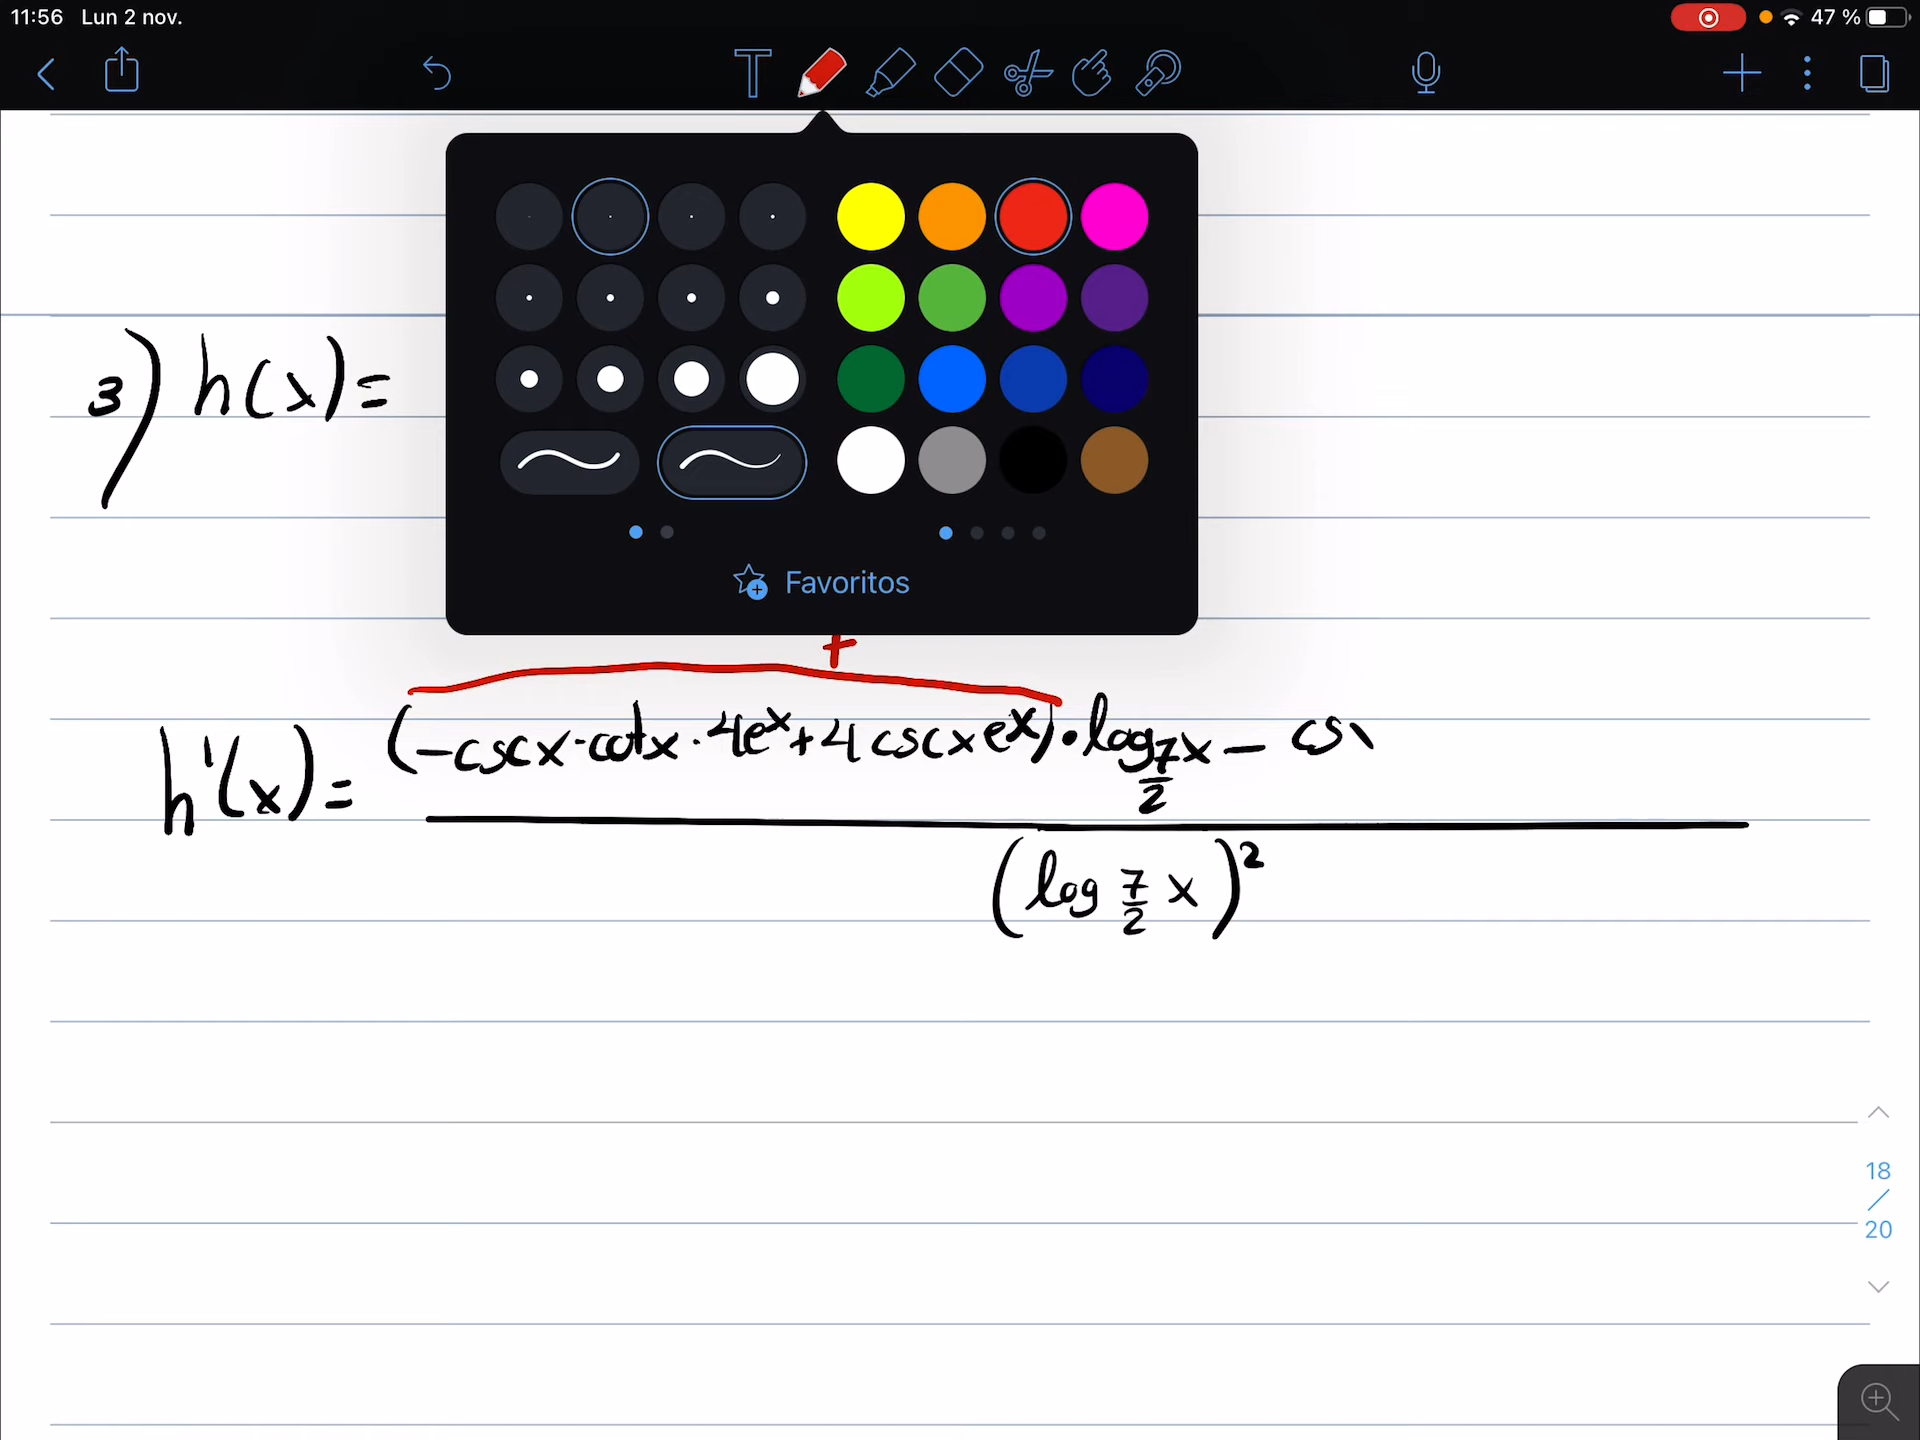 11:56 Lun 2 nov. 47 %
T
Favoritos
3) h(x)=
+
h'(x)= (-cscx·cotx·4e^x+4cscx e^x)·log_{7/2}x - cs
(log_{7/2} x)^2
18
/
20